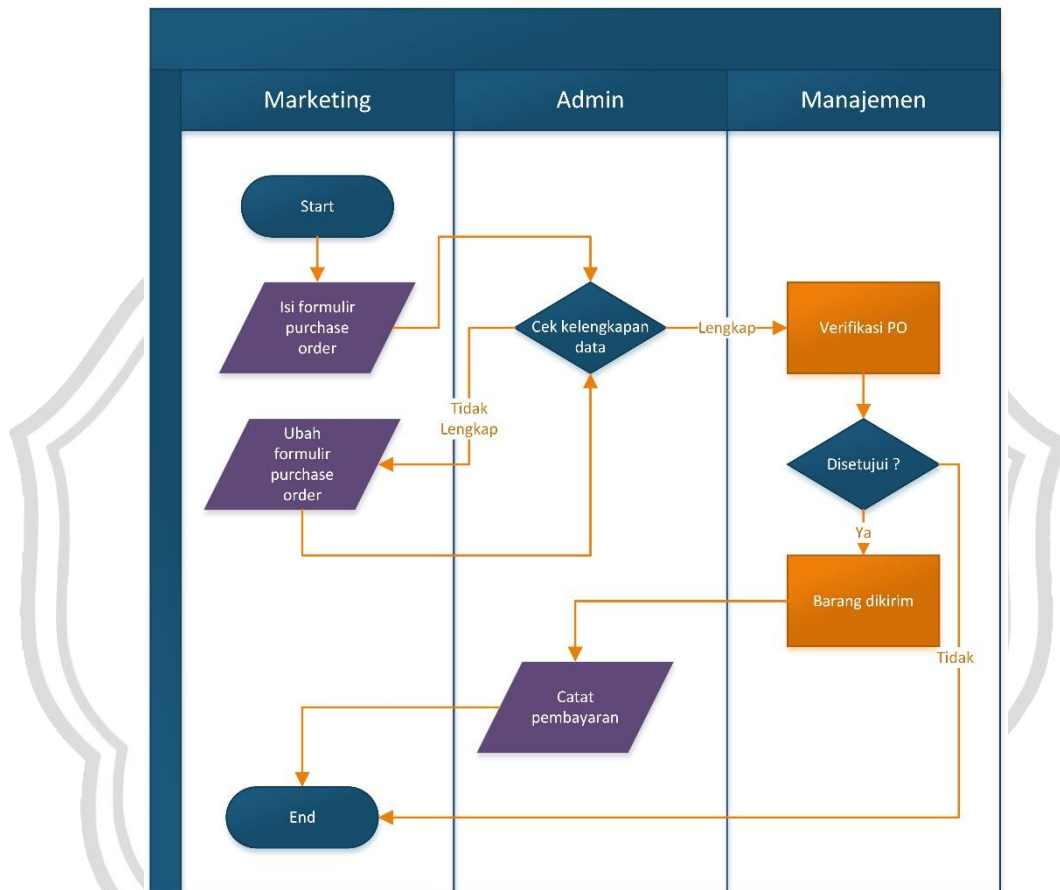 Marketing
Admin
Manajemen
Start
Isi formulir
purchase
order
Cek kelengkapan
data
Lengkap
Verifikasi PO
Tidak
Lengkap
Ubah
formulir
purchase
order
Disetujui ?
Ya
Barang dikirim
Tidak
Catat
pembayaran
End